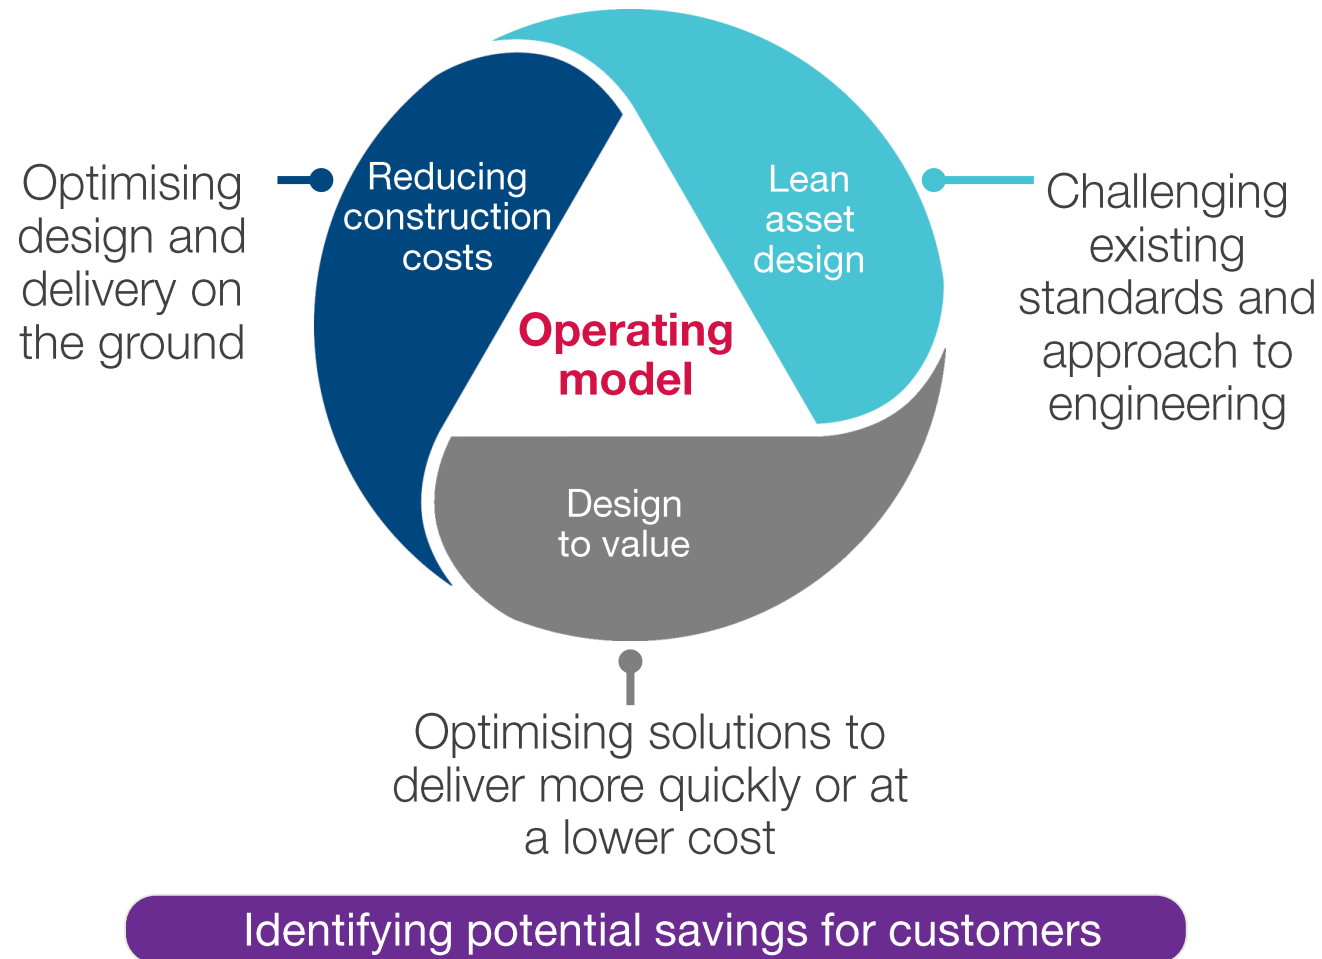 Optimising
design and
delivery on
the ground
Reducing
construction
costs
Lean
asset
design
Challenging
existing
standards and
approach to
engineering
Operating
model
Design
to value
Optimising solutions to
deliver more quickly or at
a lower cost
Identifying potential savings for customers